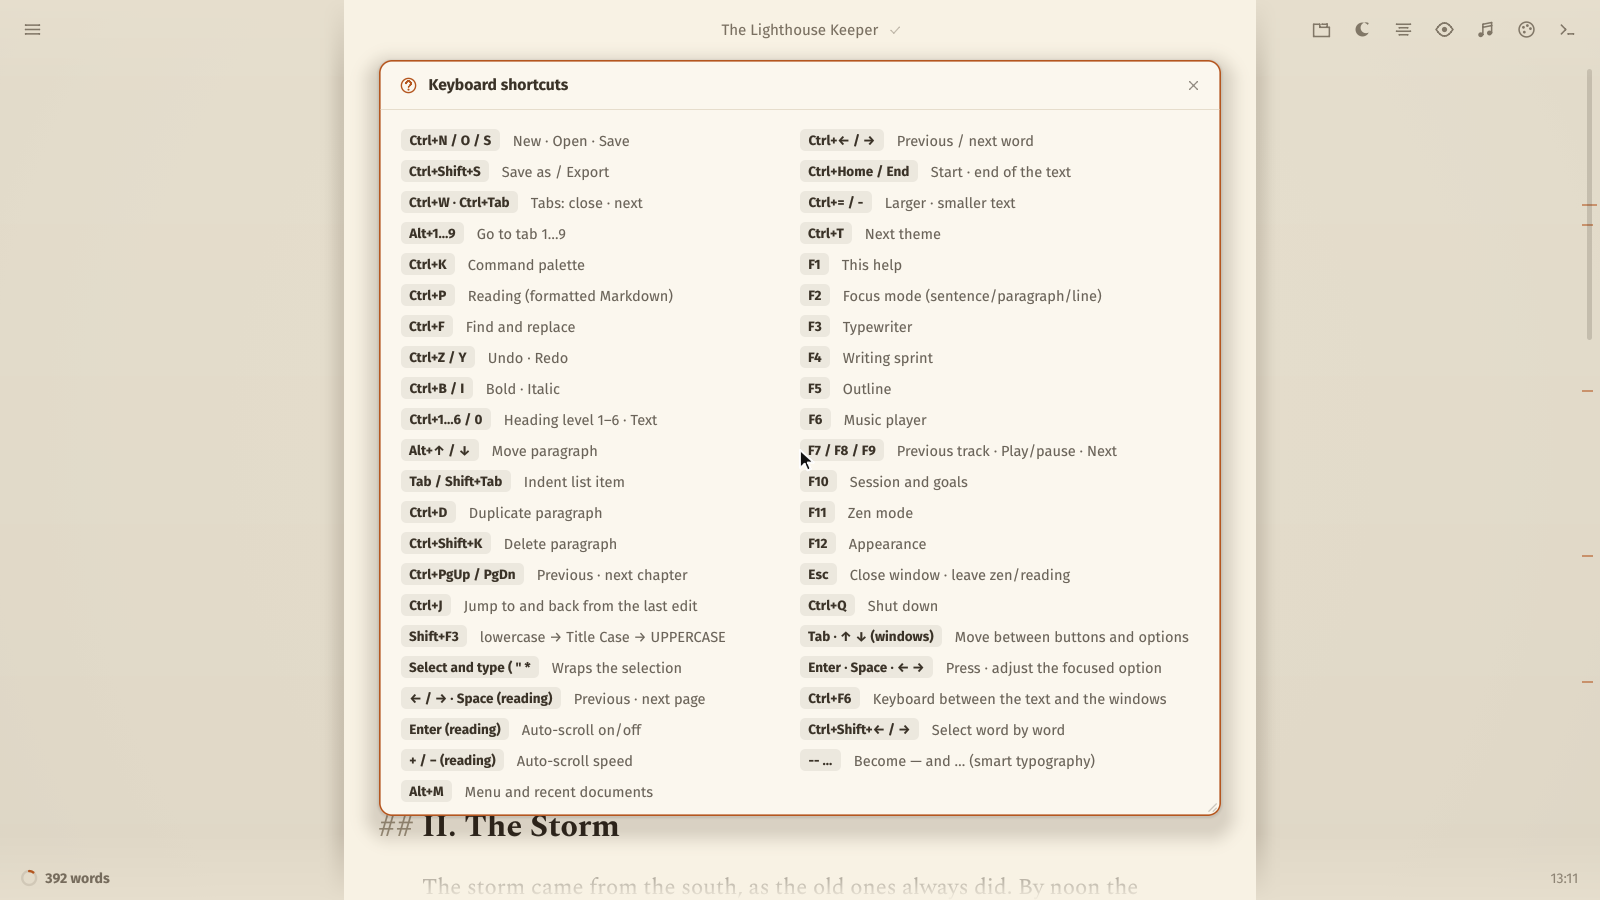 The Lighthouse Keeper
Keyboard shortcuts
Ctrl+N / O / S New · Open · Save
Ctrl+Shift+S Save as / Export
Ctrl+W · Ctrl+Tab Tabs: close · next
Alt+1…9 Go to tab 1…9
Ctrl+K Command palette
Ctrl+P Reading (formatted Markdown)
Ctrl+F Find and replace
Ctrl+Z / Y Undo · Redo
Ctrl+B / I Bold · Italic
Ctrl+1…6 / 0 Heading level 1–6 · Text
Alt+↑ / ↓ Move paragraph
Tab / Shift+Tab Indent list item
Ctrl+D Duplicate paragraph
Ctrl+Shift+K Delete paragraph
Ctrl+PgUp / PgDn Previous · next chapter
Ctrl+J Jump to and back from the last edit
Shift+F3 lowercase → Title Case → UPPERCASE
Select and type ( " * Wraps the selection
← / → · Space (reading) Previous · next page
Enter (reading) Auto-scroll on/off
+ / − (reading) Auto-scroll speed
Alt+M Menu and recent documents
Ctrl+← / → Previous / next word
Ctrl+Home / End Start · end of the text
Ctrl+= / - Larger · smaller text
Ctrl+T Next theme
F1 This help
F2 Focus mode (sentence/paragraph/line)
F3 Typewriter
F4 Writing sprint
F5 Outline
F6 Music player
F7 / F8 / F9 Previous track · Play/pause · Next
F10 Session and goals
F11 Zen mode
F12 Appearance
Esc Close window · leave zen/reading
Ctrl+Q Shut down
Tab · ↑ ↓ (windows) Move between buttons and options
Enter · Space · ← → Press · adjust the focused option
Ctrl+F6 Keyboard between the text and the windows
Ctrl+Shift+← / → Select word by word
-- ... Become — and … (smart typography)
## II. The Storm
The storm came from the south, as the old ones always did. By noon the
392 words
13:11